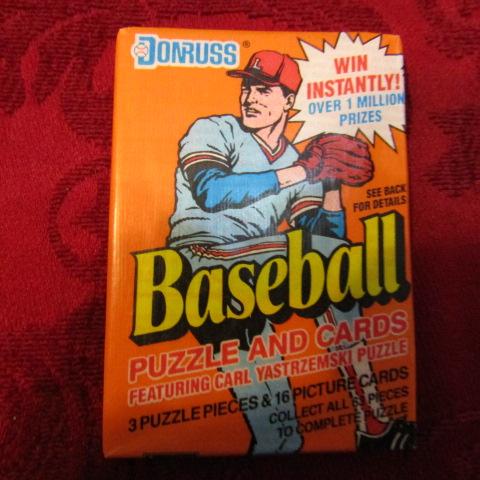 DONRUSS®
L
WIN
INSTANTLY!
OVER 1 MILLION
PRIZES
SEE BACK
FOR DETAILS
Baseball
PUZZLE AND CARDS
FEATURING CARL YASTRZEMSKI PUZZLE
3 PUZZLE PIECES & 16 PICTURE CARDS
COLLECT ALL 63 PIECES
TO COMPLETE PUZZLE